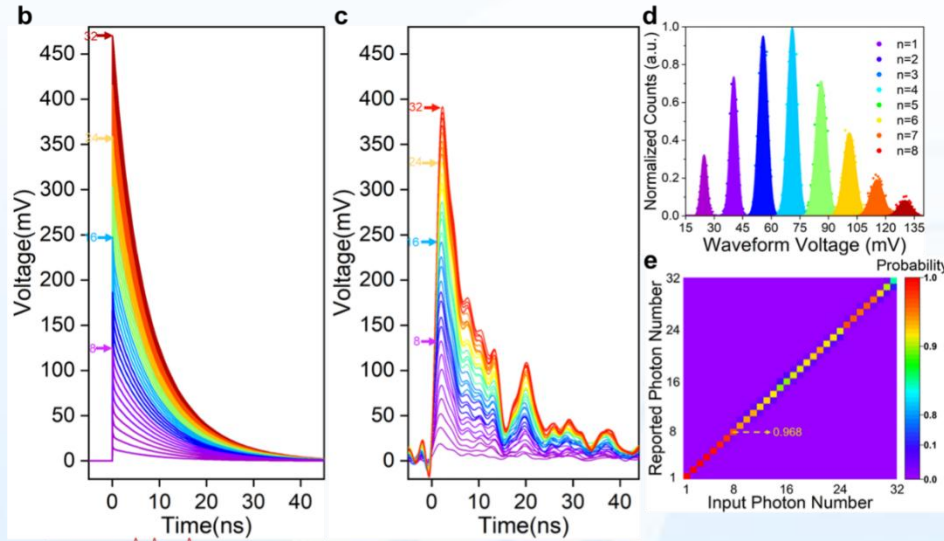 b
450
400
350
300
250
200
150
100
50
0
Voltage(mV)
32
24
16
8
0 10 20 30 40
Time(ns)
c
450
400
350
300
250
200
150
100
50
0
Voltage(mV)
32
24
16
8
0 10 20 30 40
Time(ns)
d
1.0
0.8
0.6
0.4
0.2
0.0
Normalized Counts (a.u.)
n=1
n=2
n=3
n=4
n=5
n=6
n=7
n=8
15 30 45 60 75 90 105 120 135
Waveform Voltage (mV)
e
Probability
32
24
16
8
1
Reported Photon Number
0.968
1 8 16 24 32
Input Photon Number
1.0
0.9
0.1
0.0